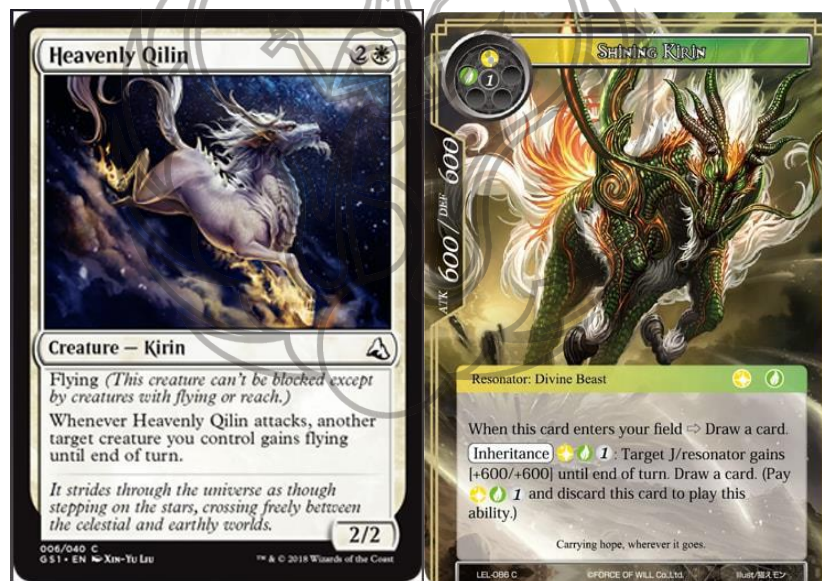 Heavenly Qilin 2
Creature — Kirin
Flying (This creature can't be blocked except
by creatures with flying or reach.)
Whenever Heavenly Qilin attacks, another
target creature you control gains flying
until end of turn.
It strides through the universe as though
stepping on the stars, crossing freely between
the celestial and earthly worlds.
2/2
006/040 C
GS1 • EN Xin-Yu Liu
™ & © 2018 Wizards of the Coast
Shining Kirin
1
ATK 600 / DEF 600
Resonator: Divine Beast
When this card enters your field ⇨ Draw a card.
Inheritance 1 : Target J/resonator gains
[+600/+600] until end of turn. Draw a card. (Pay
1 and discard this card to play this
ability.)
Carrying hope, wherever it goes.
LEL-086 C
©FORCE OF WILL Co.,Ltd.
Illust/猫エモン